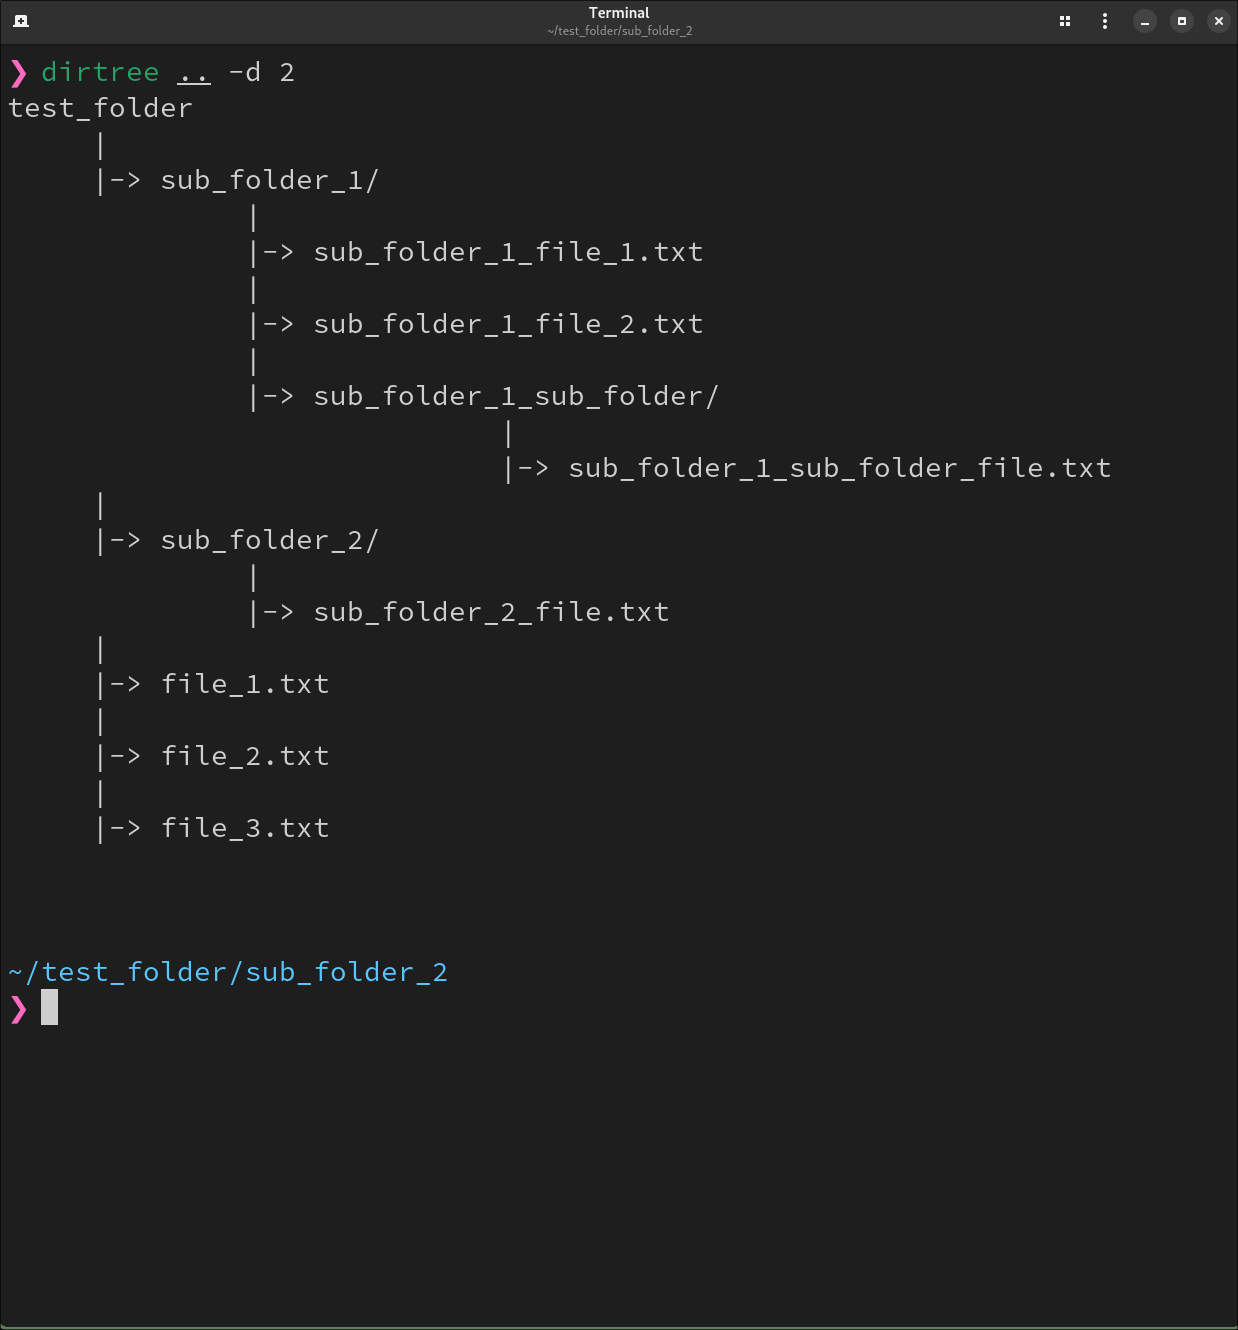 Terminal
~/test_folder/sub_folder_2
❯ dirtree .. -d 2
test_folder
     |
     |-> sub_folder_1/
              |
              |-> sub_folder_1_file_1.txt
              |
              |-> sub_folder_1_file_2.txt
              |
              |-> sub_folder_1_sub_folder/
                             |
                             |-> sub_folder_1_sub_folder_file.txt
     |
     |-> sub_folder_2/
              |
              |-> sub_folder_2_file.txt
     |
     |-> file_1.txt
     |
     |-> file_2.txt
     |
     |-> file_3.txt
~/test_folder/sub_folder_2
❯